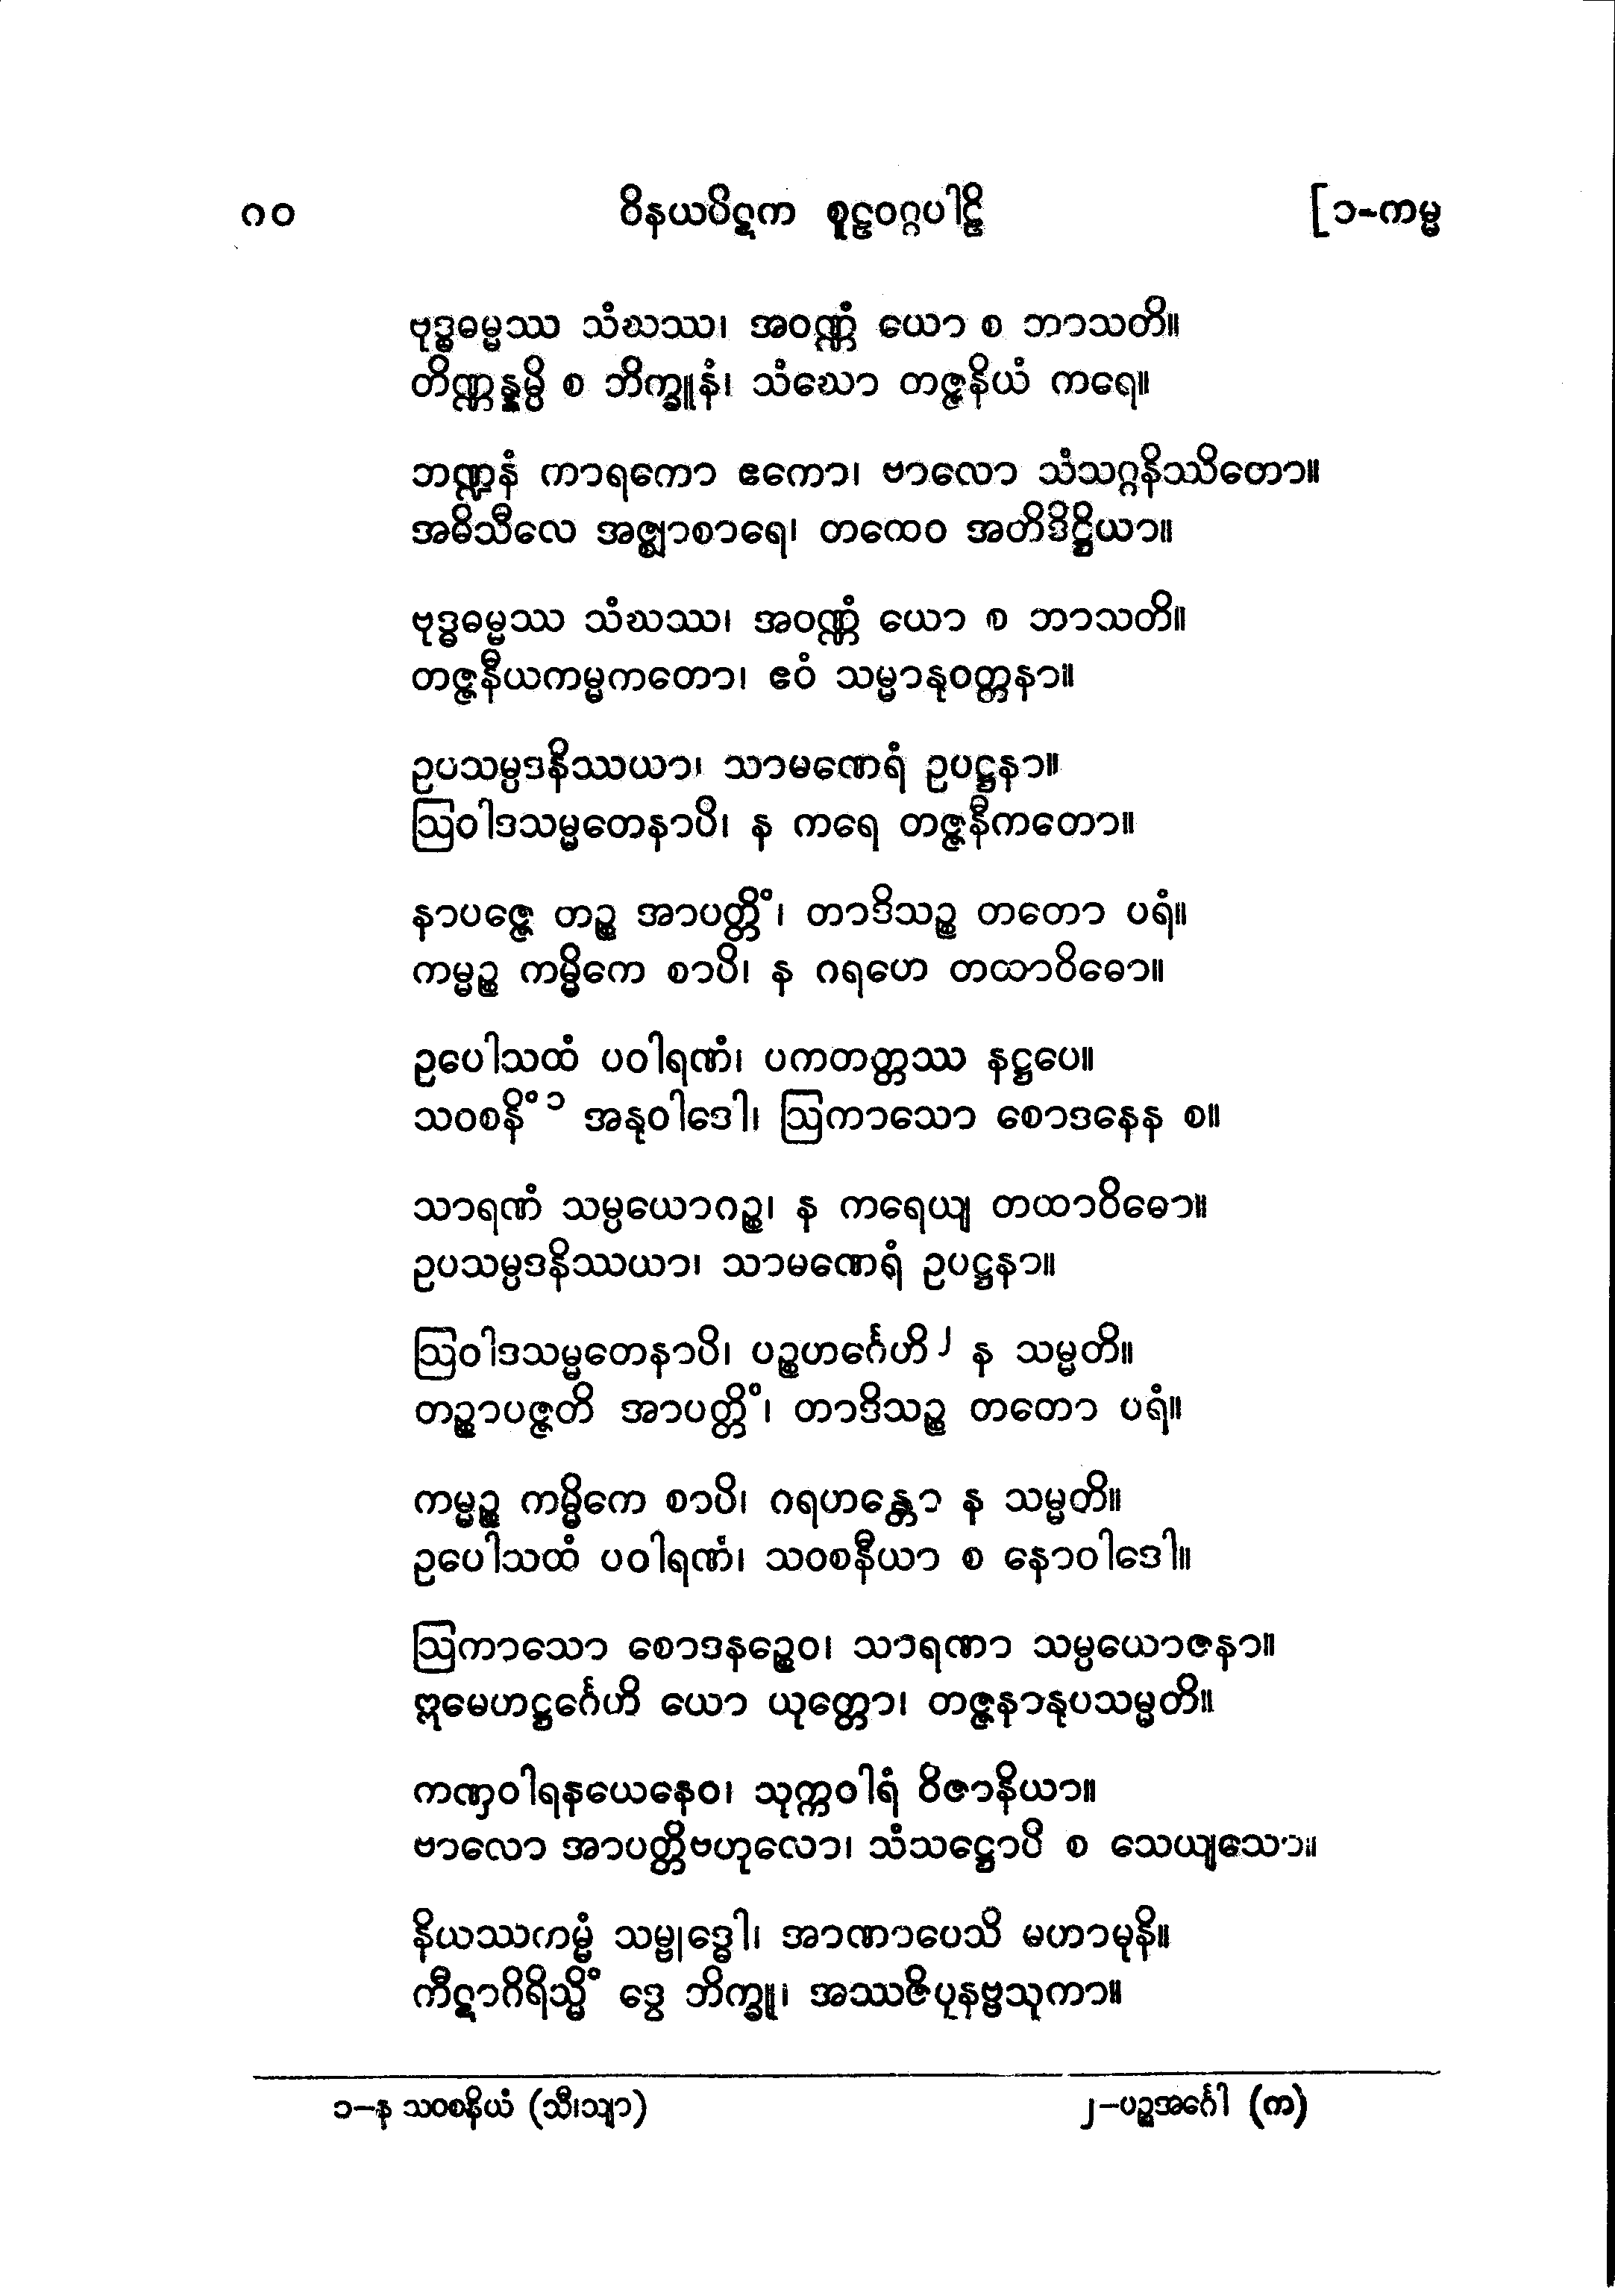 ၈၀ ဝိနယပိဋက စူဠဝဂ္ဂပါဠိ [၁-ကမ္မ
ဗုဒ္ဓဓမ္မဿ သံဃဿ၊ အဝဏ္ဏံ ယော စ ဘာသတိ။
တိဏ္ဏန္နမ္ပိ စ ဘိက္ခူနံ၊ သံဃော တဇ္ဇနိယံ ကရေ။
ဘဏ္ဍနံ ကာရကော ဧကော၊ ဗာလော သံသဂ္ဂနိဿိတော။
အဓိသီလေ အဇ္ဈာစာရေ၊ တထေဝ အတိဒိဋ္ဌိယာ။
ဗုဒ္ဓဓမ္မဿ သံဃဿ၊ အဝဏ္ဏံ ယော စ ဘာသတိ။
တဇ္ဇနီယကမ္မကတော၊ ဧဝံ သမ္မာနုဝတ္တနာ။
ဥပသမ္ပဒနိဿယာ၊ သာမဏေရံ ဥပဋ္ဌနာ။
ဩဝါဒသမ္မတေနာပိ၊ န ကရေ တဇ္ဇနီကတော။
နာပဇ္ဇေ တဉ္စ အာပတ္တိံ၊ တာဒိသဉ္စ တတော ပရံ။
ကမ္မဉ္စ ကမ္မိကေ စာပိ၊ န ဂရဟေ တထာဝိဓော။
ဥပေါသထံ ပဝါရဏံ၊ ပကတတ္တဿ နဋ္ဌပေ။
သဝစနိံ ၁ အနုဝါဒေါ၊ ဩကာသော စောဒနေန စ။
သာရဏံ သမ္ပယောဂဉ္စ၊ န ကရေယျ တထာဝိဓော။
ဥပသမ္ပဒနိဿယာ၊ သာမဏေရံ ဥပဋ္ဌနာ။
ဩဝါဒသမ္မတေနာပိ၊ ပဉ္စဟင်္ဂေဟိ ၂ န သမ္မတိ။
တဉ္စာပဇ္ဇတိ အာပတ္တိံ၊ တာဒိသဉ္စ တတော ပရံ။
ကမ္မဉ္စ ကမ္မိကေ စာပိ၊ ဂရဟန္တော န သမ္မတိ။
ဥပေါသထံ ပဝါရဏံ၊ သဝစနီယာ စ နောဝါဒေါ။
ဩကာသော စောဒနဉ္စေဝ၊ သာရဏာ သမ္ပယောဇနာ။
ဣမေဟဋ္ဌင်္ဂေဟိ ယော ယုတ္တော၊ တဇ္ဇနာနုပသမ္မတိ။
ကဏှဝါရနယေနေဝ၊ သုက္ကဝါရံ ဝိဇာနိယာ။
ဗာလော အာပတ္တိဗဟုလော၊ သံသဋ္ဌောပိ စ သေယျသော။
နိယဿကမ္မံ သမ္ဗုဒ္ဓေါ၊ အာဏာပေသိ မဟာမုနိ။
ကီဋာဂိရိသ္မိံ ဒွေ ဘိက္ခူ၊ အဿဇိပုနဗ္ဗသုကာ။
၁-န သဝစနိယံ (သီ၊သျာ) ၂-ပဉ္စအင်္ဂေါ (က)